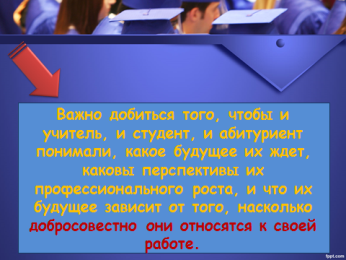 Важно добиться того, чтобы и
учитель, и студент, и абитуриент
понимали, какое будущее их ждет,
каковы перспективы их
профессионального роста, и что их
будущее зависит от того, насколько
добросовестно они относятся к своей
работе.
fppt.com